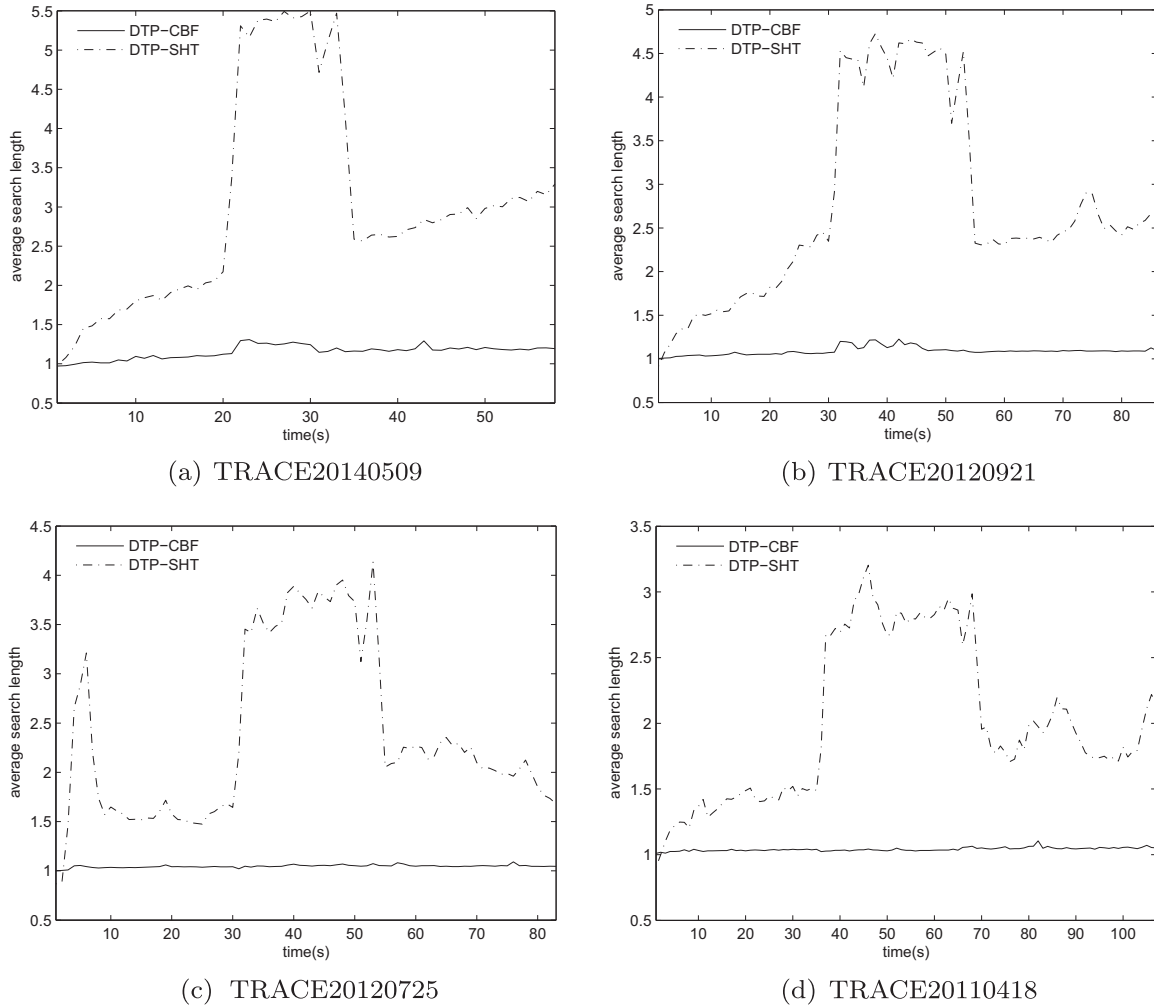 5.5
5
4.5
4
3.5
3
2.5
2
1.5
1
0.5
average search length
DTP-CBF
DTP-SHT
10 20 30 40 50
time(s)
(a) TRACE20140509
5
4.5
4
3.5
3
2.5
2
1.5
1
0.5
average search length
DTP-CBF
DTP-SHT
10 20 30 40 50 60 70 80
time(s)
(b) TRACE20120921
4.5
4
3.5
3
2.5
2
1.5
1
0.5
average search length
DTP-CBF
DTP-SHT
10 20 30 40 50 60 70 80
time(s)
(c) TRACE20120725
3.5
3
2.5
2
1.5
1
0.5
average search length
DTP-CBF
DTP-SHT
10 20 30 40 50 60 70 80 90 100
time(s)
(d) TRACE20110418